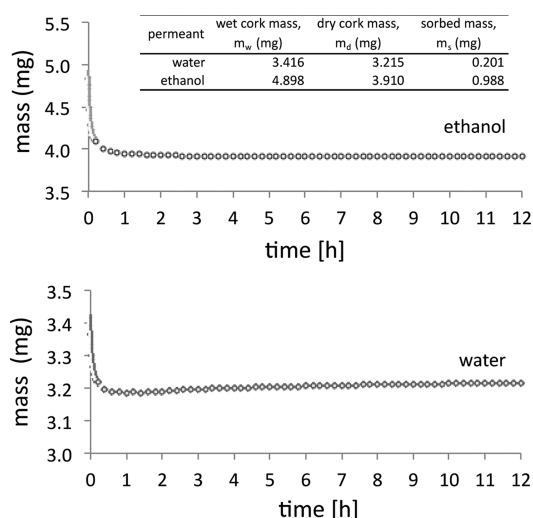 permeant wet cork mass, m_w (mg) dry cork mass, m_d (mg) sorbed mass, m_s (mg)
water 3.416 3.215 0.201
ethanol 4.898 3.910 0.988
mass (mg)
5.5
5.0
4.5
4.0
3.5
ethanol
0 1 2 3 4 5 6 7 8 9 10 11 12
time [h]
mass (mg)
3.5
3.4
3.3
3.2
3.1
3.0
water
0 1 2 3 4 5 6 7 8 9 10 11 12
time [h]